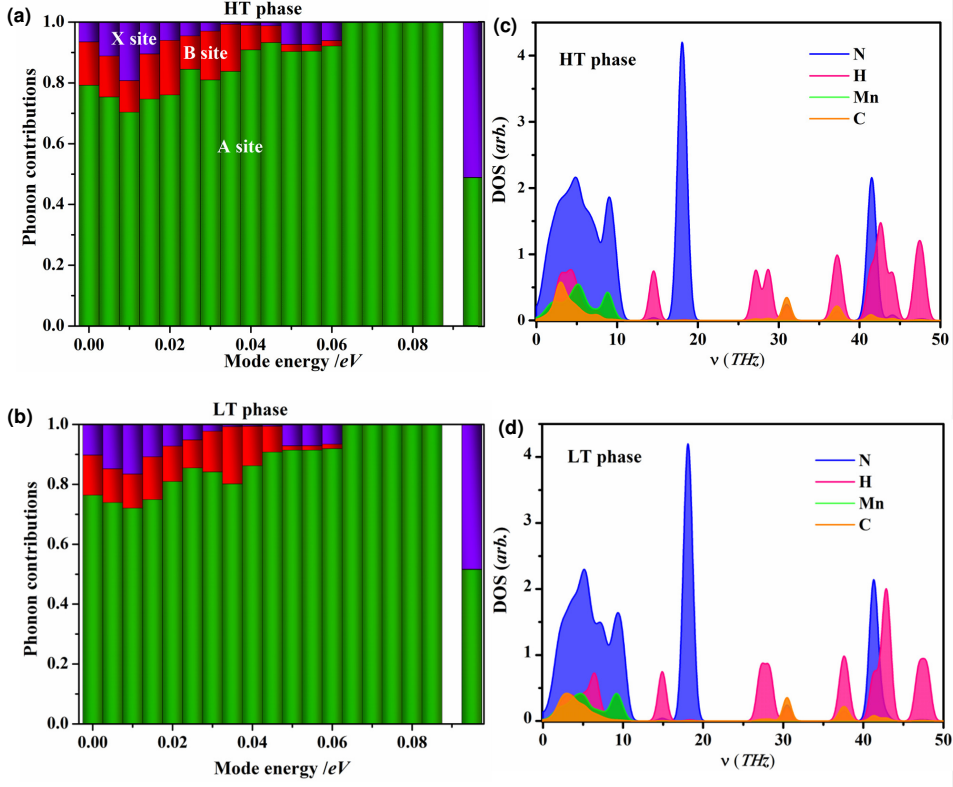 (a)
HT phase
1.0
0.8
0.6
0.4
0.2
0.0
Phonon contributions
X site
B site
A site
0.00
0.02
0.04
0.06
0.08
Mode energy /eV
(c)
HT phase
N
H
Mn
C
4
3
2
1
0
DOS (arb.)
0
10
20
30
40
50
ν (THz)
(b)
LT phase
1.0
0.8
0.6
0.4
0.2
0.0
Phonon contributions
0.00
0.02
0.04
0.06
0.08
Mode energy /eV
(d)
LT phase
N
H
Mn
C
4
3
2
1
0
DOS (arb.)
0
10
20
30
40
50
ν (THz)